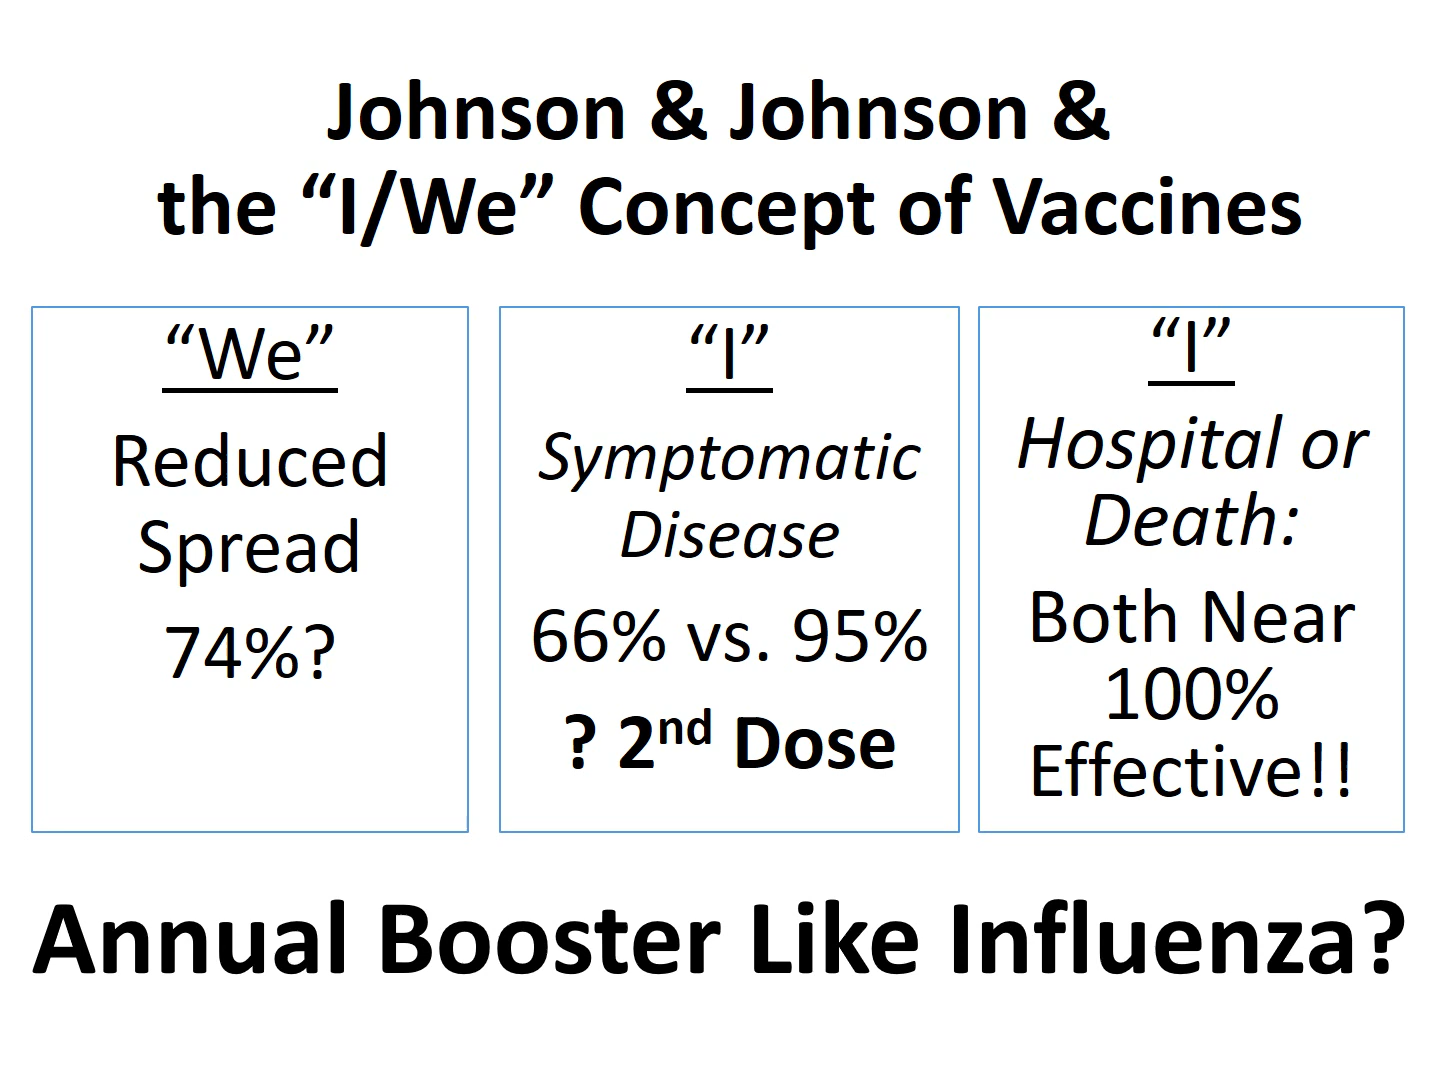 Johnson & Johnson &
the “I/We” Concept of Vaccines
“We”
Reduced
Spread
74%?
“I”
Symptomatic
Disease
66% vs. 95%
? 2nd Dose
“I”
Hospital or
Death:
Both Near
100%
Effective!!
Annual Booster Like Influenza?